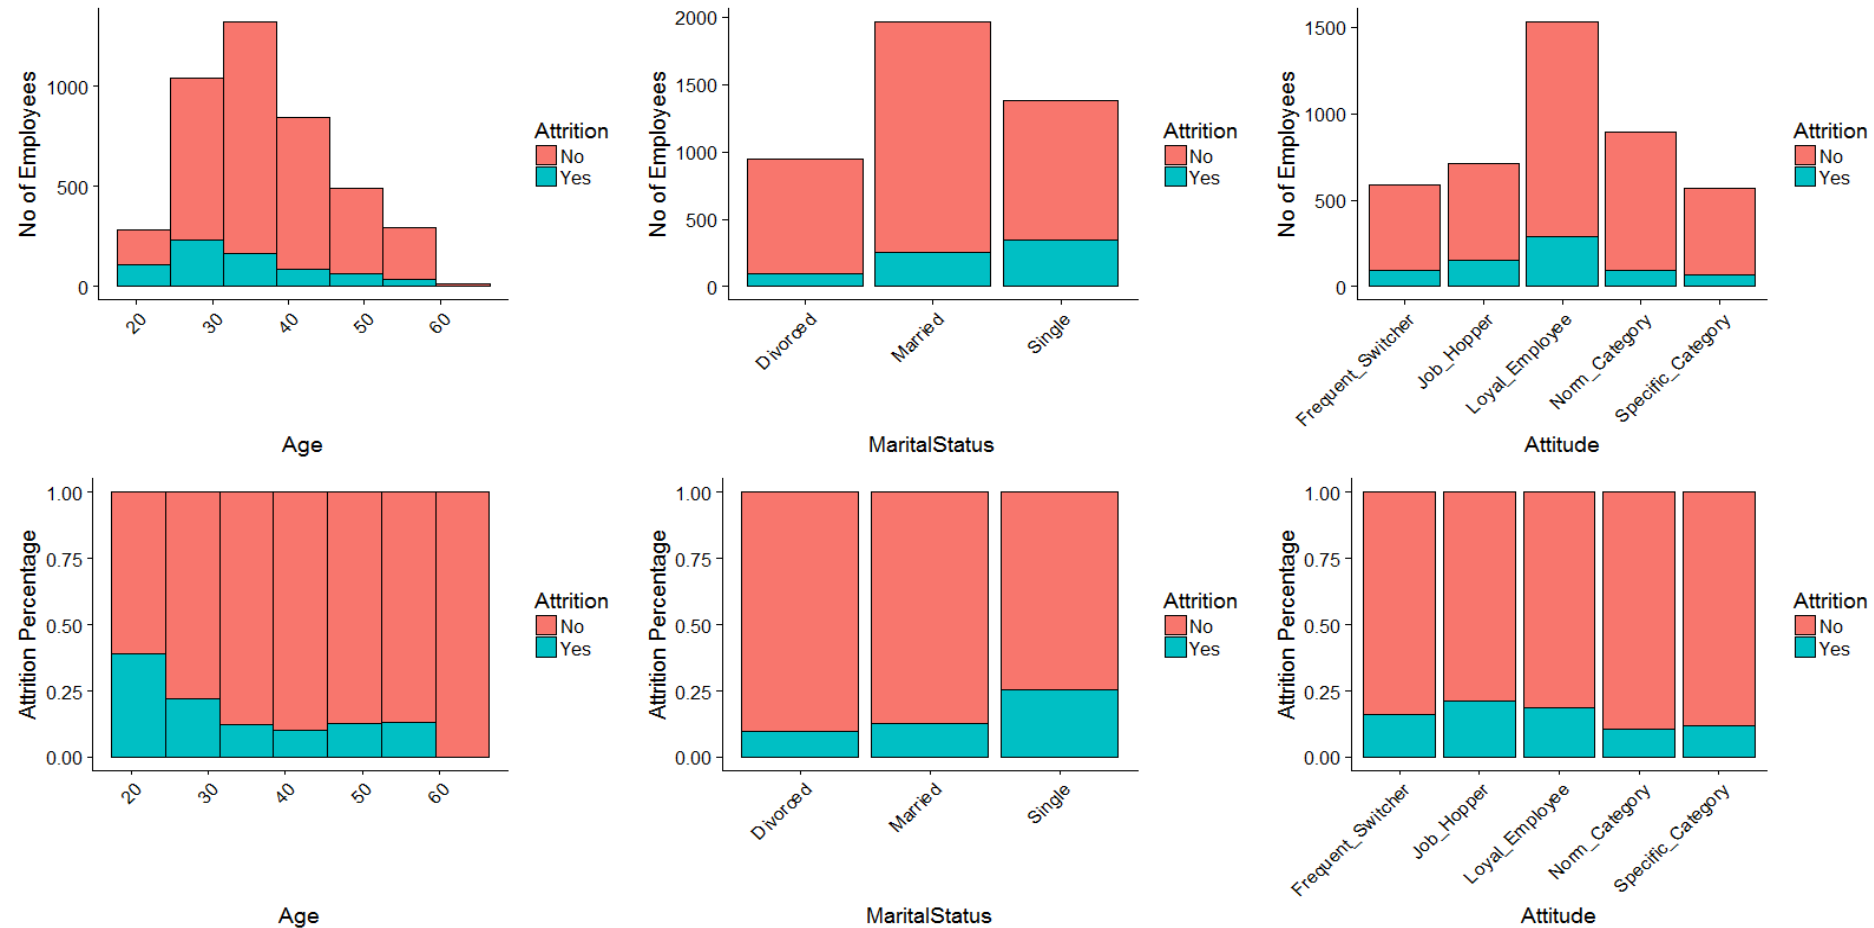 No of Employees
1000
500
0
20
30
40
50
60
Age
Attrition
No
Yes
No of Employees
2000
1500
1000
500
0
Divorced
Married
Single
MaritalStatus
Attrition
No
Yes
No of Employees
1500
1000
500
0
Frequent_Switcher
Job_Hopper
Loyal_Employee
Norm_Category
Specific_Category
Attitude
Attrition
No
Yes
Attrition Percentage
1.00
0.75
0.50
0.25
0.00
20
30
40
50
60
Age
Attrition
No
Yes
Attrition Percentage
1.00
0.75
0.50
0.25
0.00
Divorced
Married
Single
MaritalStatus
Attrition
No
Yes
Attrition Percentage
1.00
0.75
0.50
0.25
0.00
Frequent_Switcher
Job_Hopper
Loyal_Employee
Norm_Category
Specific_Category
Attitude
Attrition
No
Yes